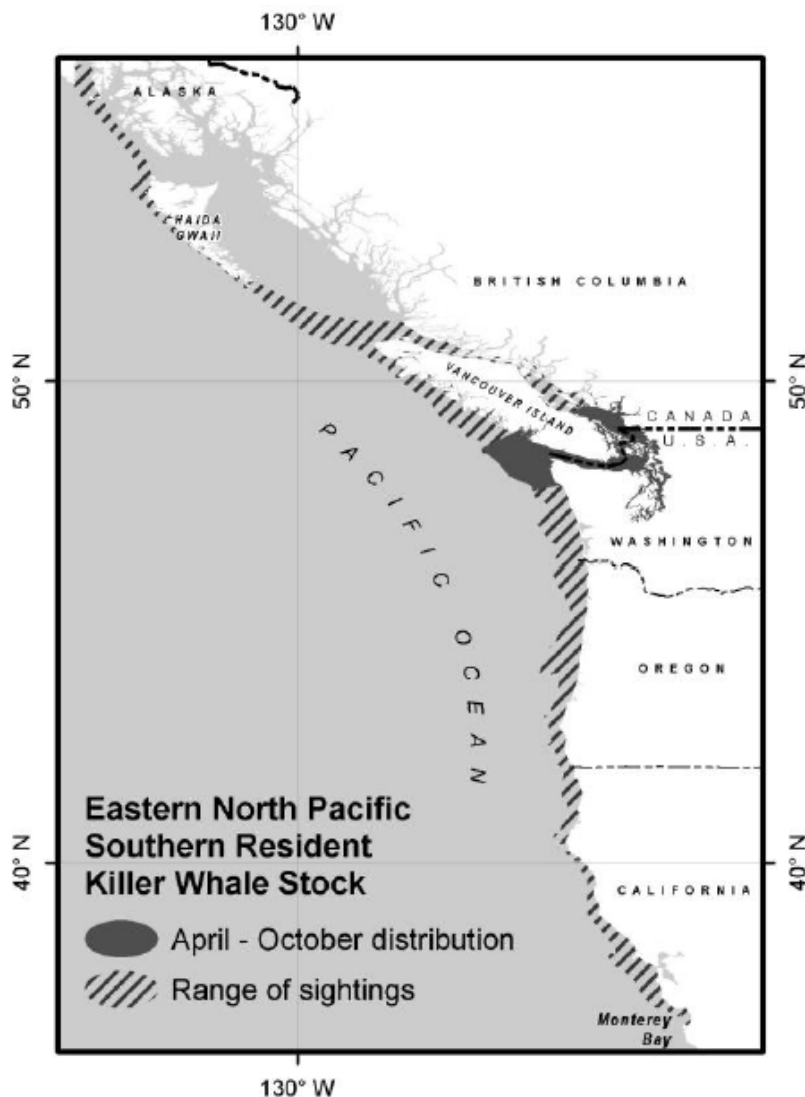 130° W
ALASKA
HAIDA
GWAII
BRITISH COLUMBIA
50° N
50° N
VANCOUVER ISLAND
CANADA
U.S.A.
WASHINGTON
PACIFIC OCEAN
OREGON
Eastern North Pacific
Southern Resident
Killer Whale Stock
40° N
40° N
CALIFORNIA
April - October distribution
Range of sightings
Monterey
Bay
130° W